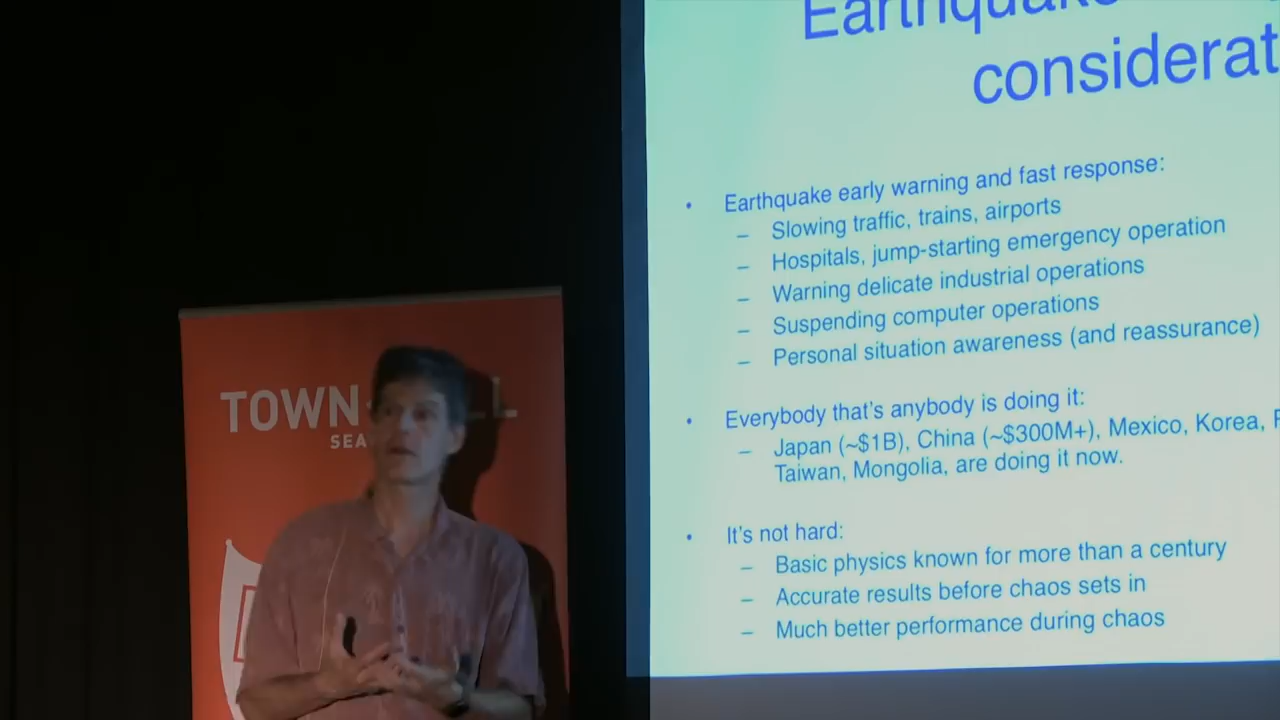 TOWN
SEA
Earthquake
considerat
• Earthquake early warning and fast response:
– Slowing traffic, trains, airports
– Hospitals, jump-starting emergency operation
– Warning delicate industrial operations
– Suspending computer operations
– Personal situation awareness (and reassurance)
• Everybody that's anybody is doing it:
– Japan (~$1B), China (~$300M+), Mexico, Korea,
Taiwan, Mongolia, are doing it now.
• It's not hard:
– Basic physics known for more than a century
– Accurate results before chaos sets in
– Much better performance during chaos